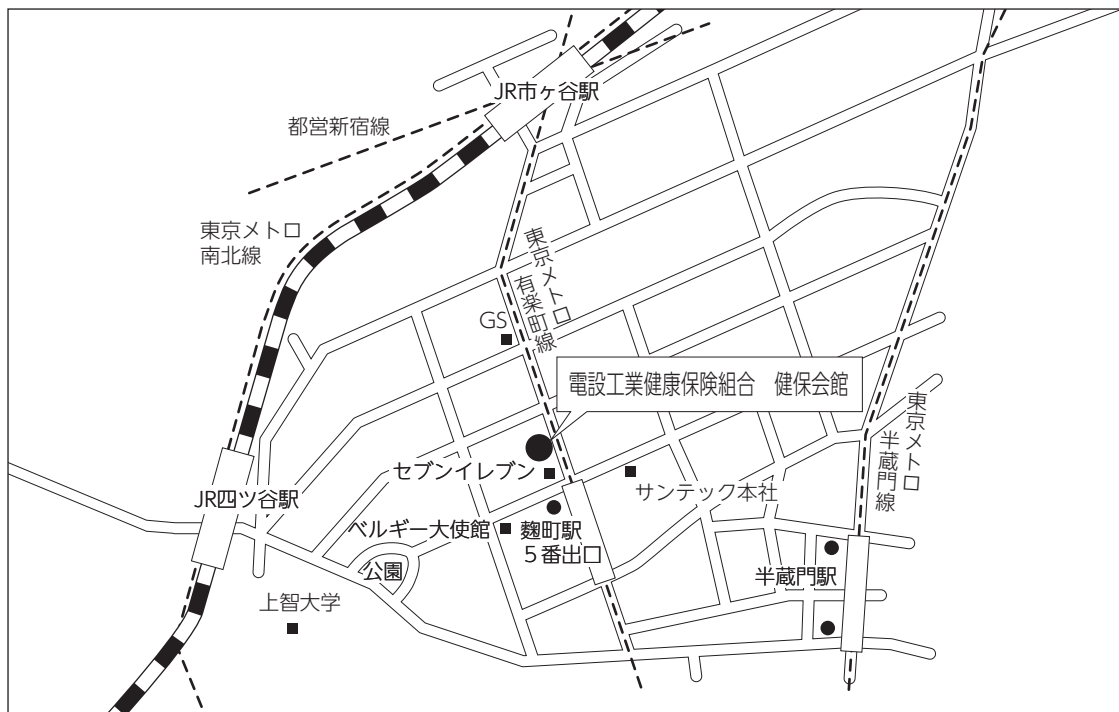 JR市ヶ谷駅
都営新宿線
東京メトロ
南北線
東京メトロ
有楽町線
GS
電設工業健康保険組合　健保会館
東京メトロ
半蔵門線
セブンイレブン
サンテック本社
JR四ツ谷駅
ベルギー大使館
麹町駅
５番出口
公園
半蔵門駅
上智大学